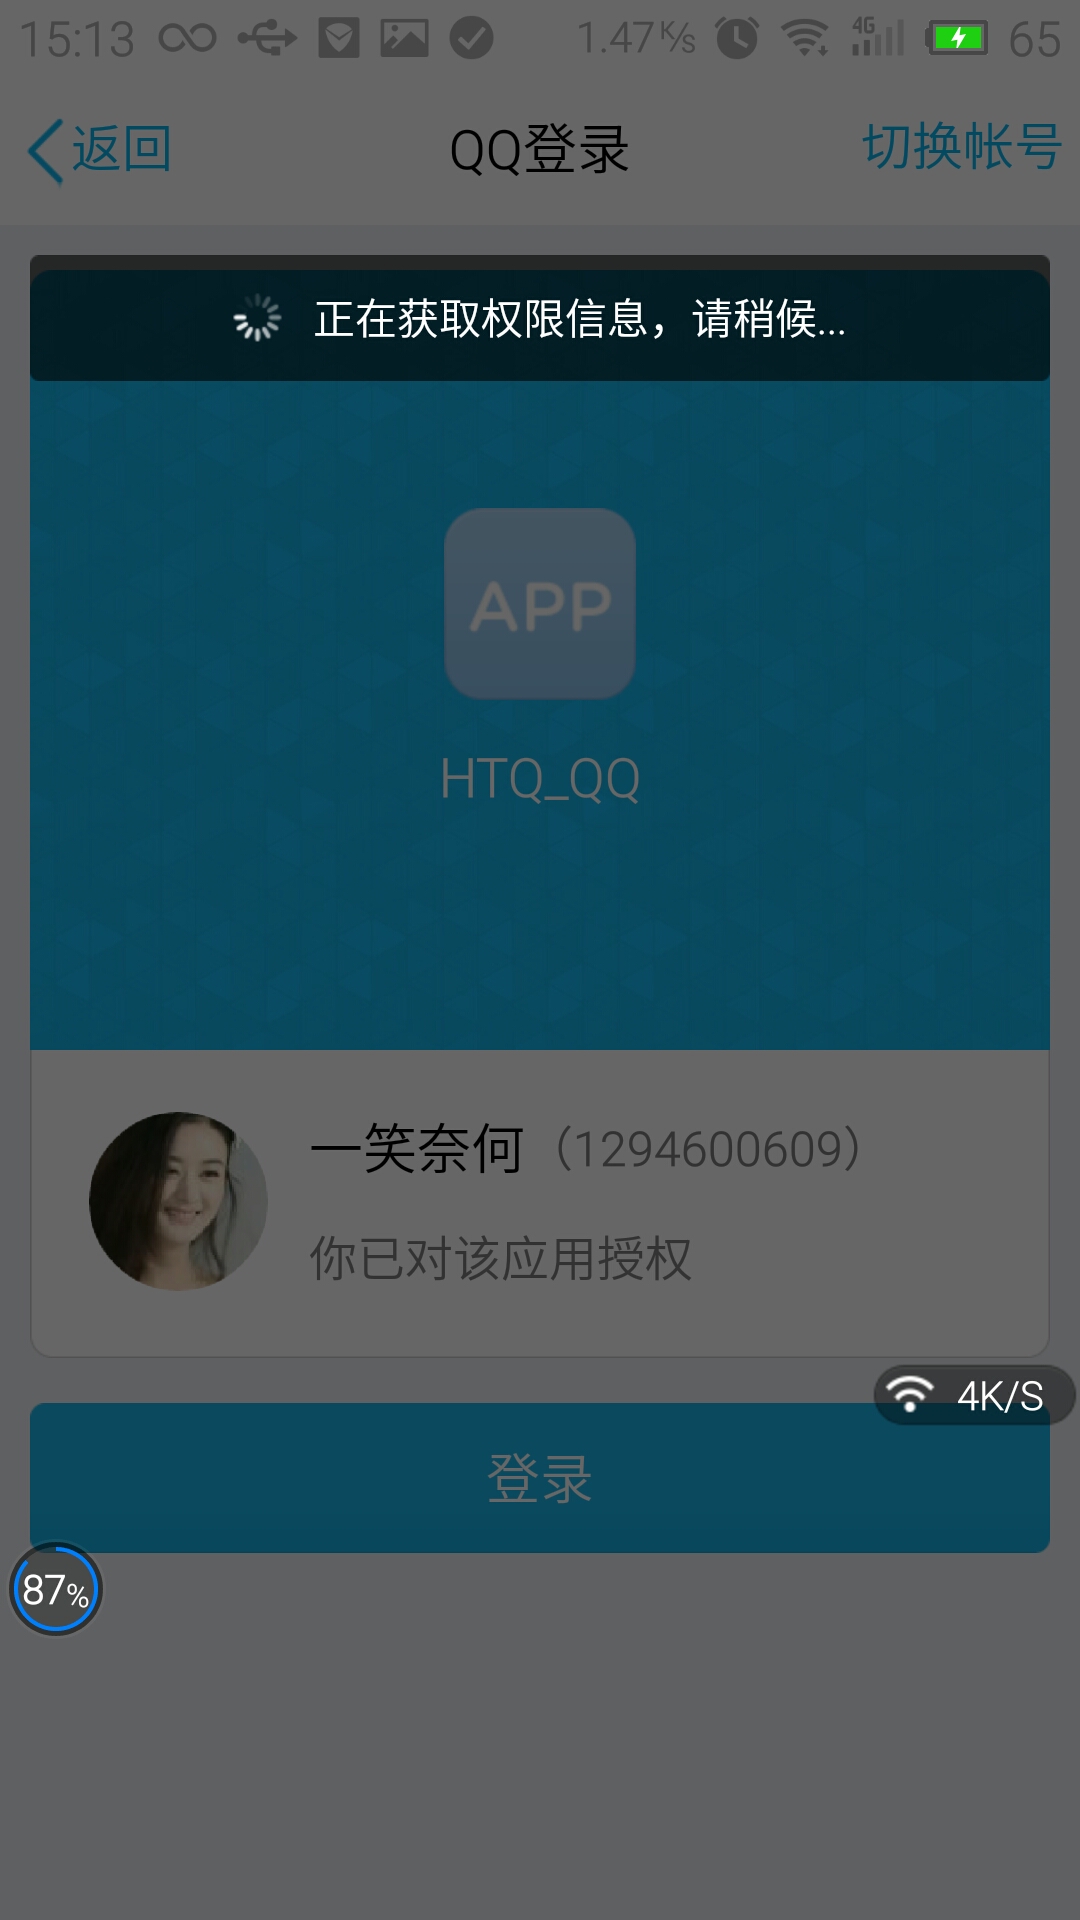 15:13 1.47K/s 4G 65
返回 QQ登录 切换帐号
正在获取权限信息，请稍候...
APP
HTQ_QQ
一笑奈何（1294600609）
你已对该应用授权
4K/S
登录
87%